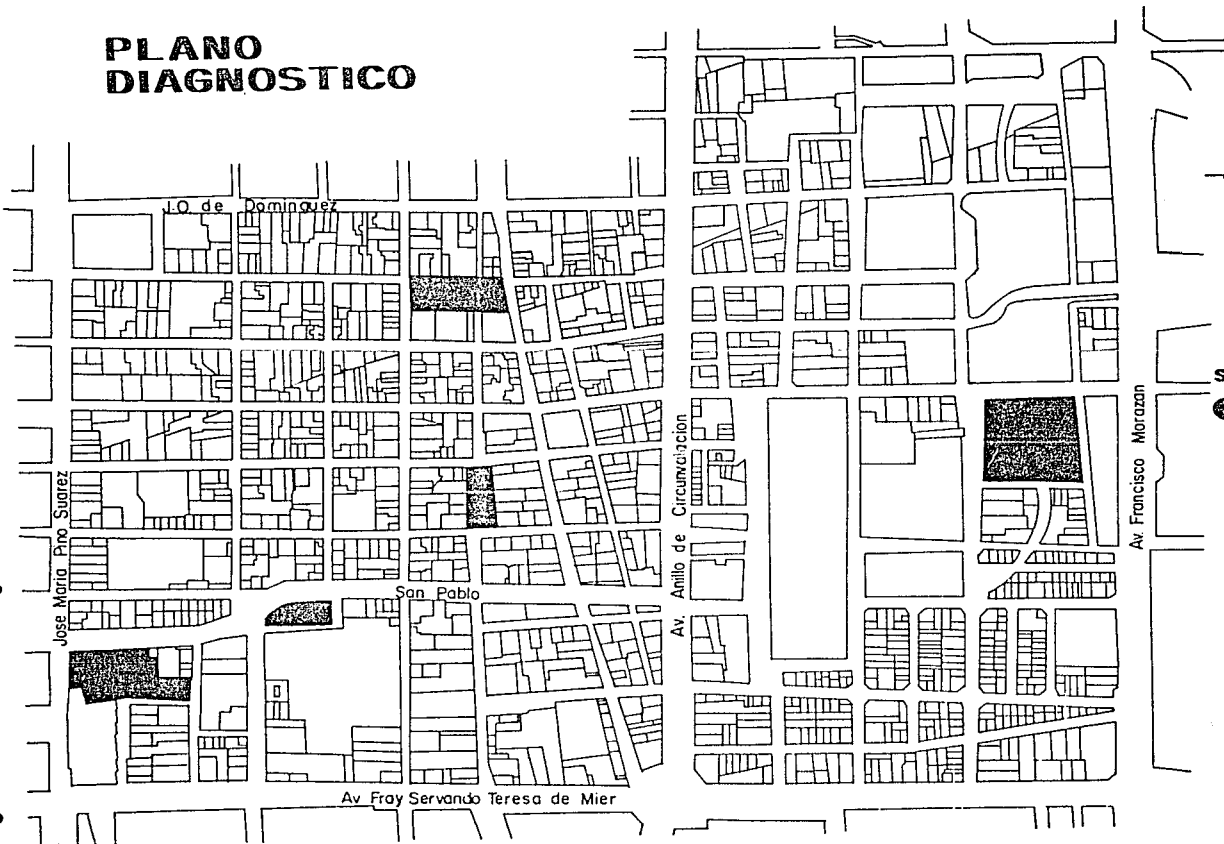 PLANO
DIAGNOSTICO
J.O. de Dominguez
Jose Maria Pino Suarez
San Pablo
Av. Anillo de Circunvalacion
Av. Francisco Morazan
Av Fray Servando Teresa de Mier
S